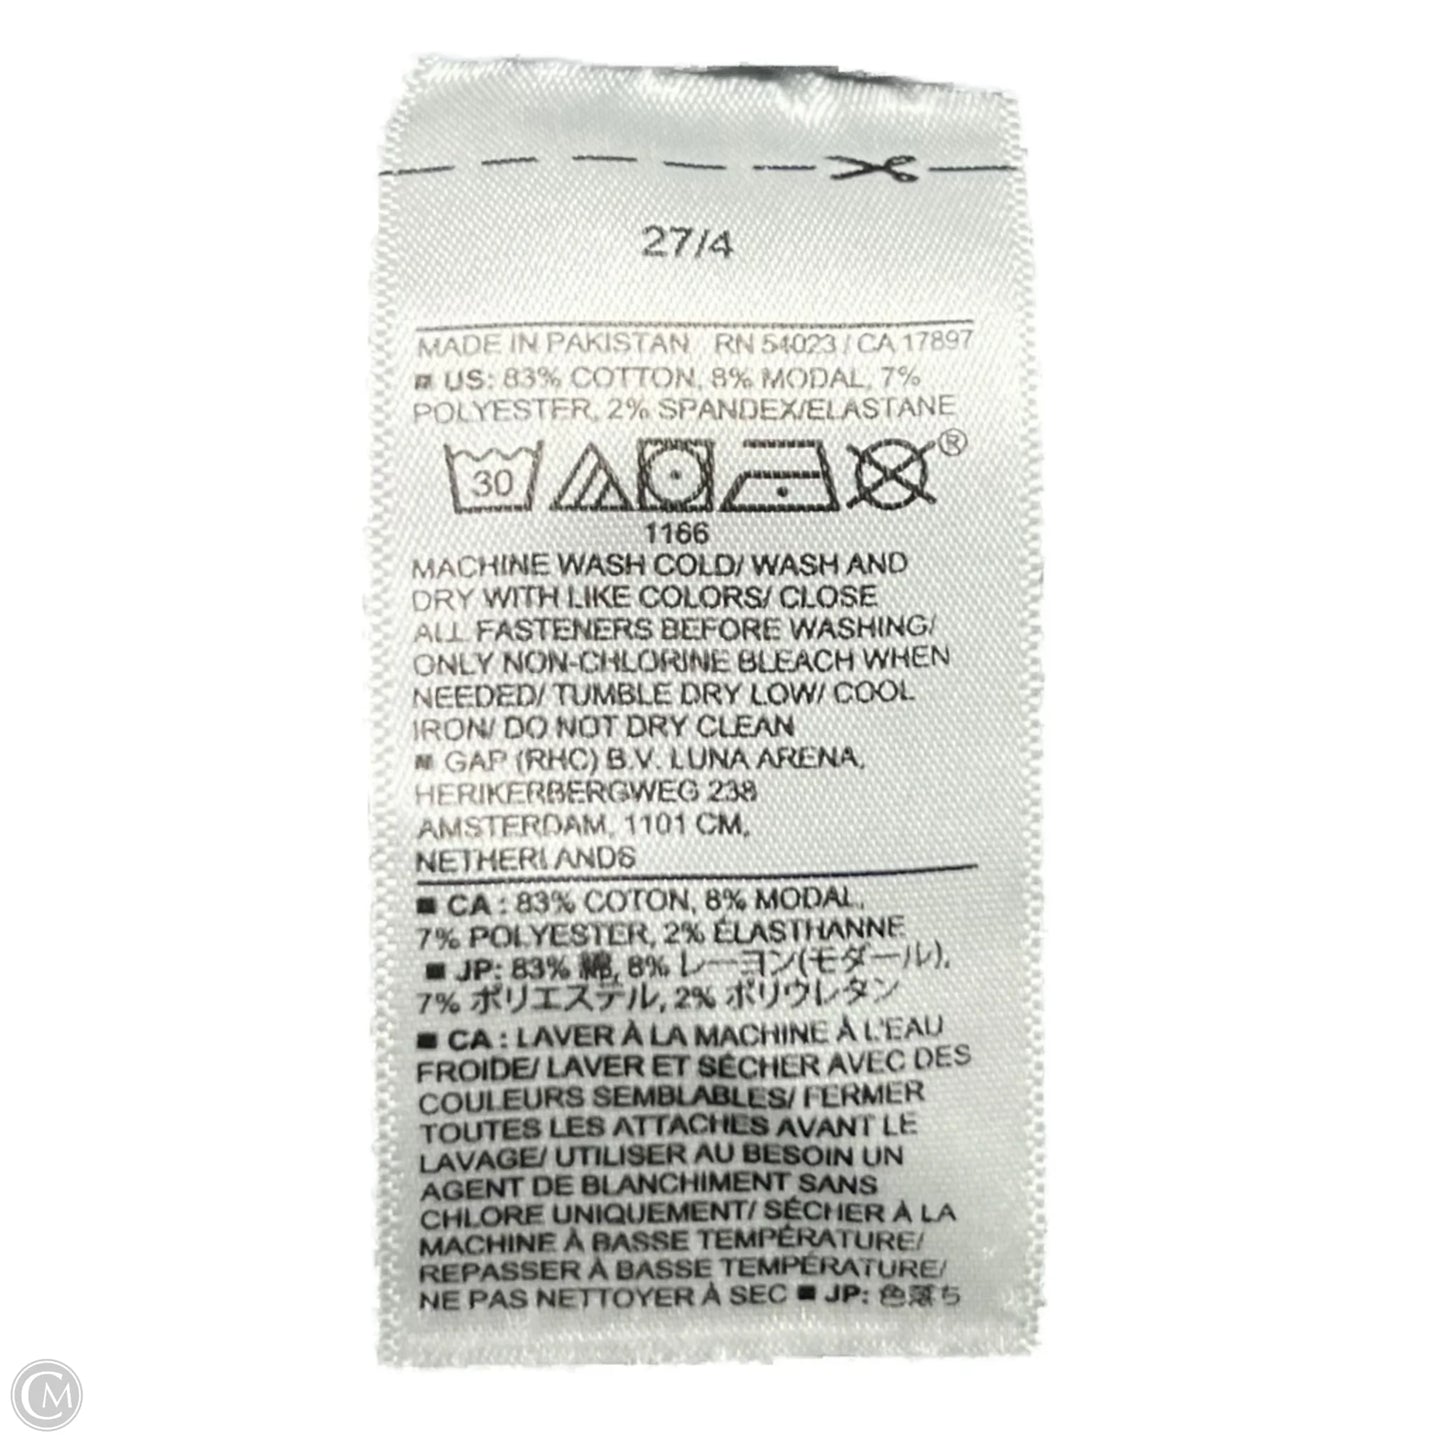 27/4
MADE IN PAKISTAN RN 54023 / CA 17897
■ US: 83% COTTON, 8% MODAL, 7%
POLYESTER, 2% SPANDEX/ELASTANE
30 ®
1166
MACHINE WASH COLD/ WASH AND
DRY WITH LIKE COLORS/ CLOSE
ALL FASTENERS BEFORE WASHING/
ONLY NON-CHLORINE BLEACH WHEN
NEEDED/ TUMBLE DRY LOW/ COOL
IRON/ DO NOT DRY CLEAN
■ GAP (RHC) B.V. LUNA ARENA,
HERIKERBERGWEG 238
AMSTERDAM, 1101 CM,
NETHERLANDS
■ CA : 83% COTON, 8% MODAL,
7% POLYESTER, 2% ÉLASTHANNE
■ JP: 83% 綿, 8% レーヨン(モダール),
7% ポリエステル, 2% ポリウレタン
■ CA : LAVER À LA MACHINE À L'EAU
FROIDE/ LAVER ET SÉCHER AVEC DES
COULEURS SEMBLABLES/ FERMER
TOUTES LES ATTACHES AVANT LE
LAVAGE/ UTILISER AU BESOIN UN
AGENT DE BLANCHIMENT SANS
CHLORE UNIQUEMENT/ SÉCHER À LA
MACHINE À BASSE TEMPÉRATURE/
REPASSER À BASSE TEMPÉRATURE/
NE PAS NETTOYER À SEC ■ JP: 色落ち
CM